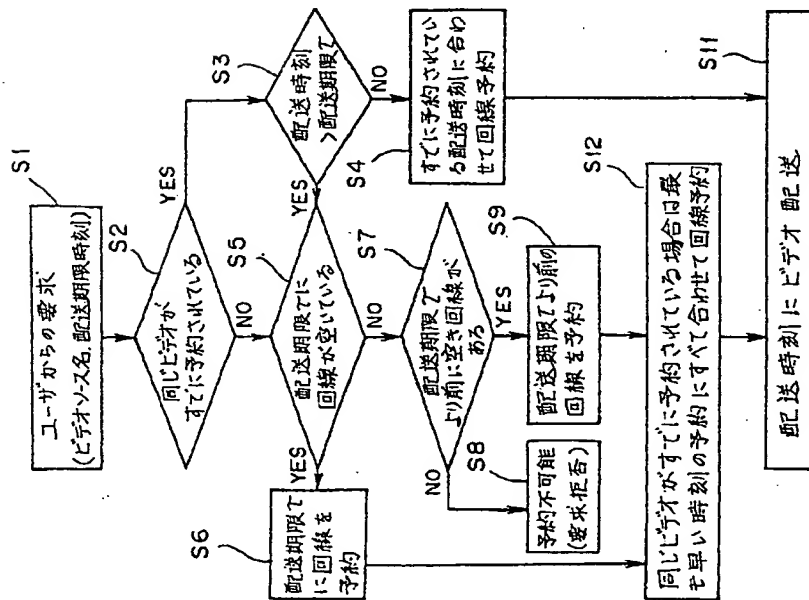 S1
ユーザからの要求
(ビデオソース名,配送期限時刻)
S2
同じビデオが
すでに予約されている
YES
NO
S3
配送時刻
>配送期限τ
YES
NO
S4
すでに予約されてい
る配送時刻に合わ
せて回線予約
S5
配送期限τに
回線が空いている
YES
NO
S6
配送期限τ
に回線を
予約
S7
配送期限τ
より前に空き回線が
ある
NO
YES
S8
予約不可能
(要求拒否)
S9
配送期限τより前の
回線を予約
S12
同じビデオがすでに予約されている場合は最
も早い時刻の予約にすべて合わせて回線予約
S11
配送時刻にビデオ配送